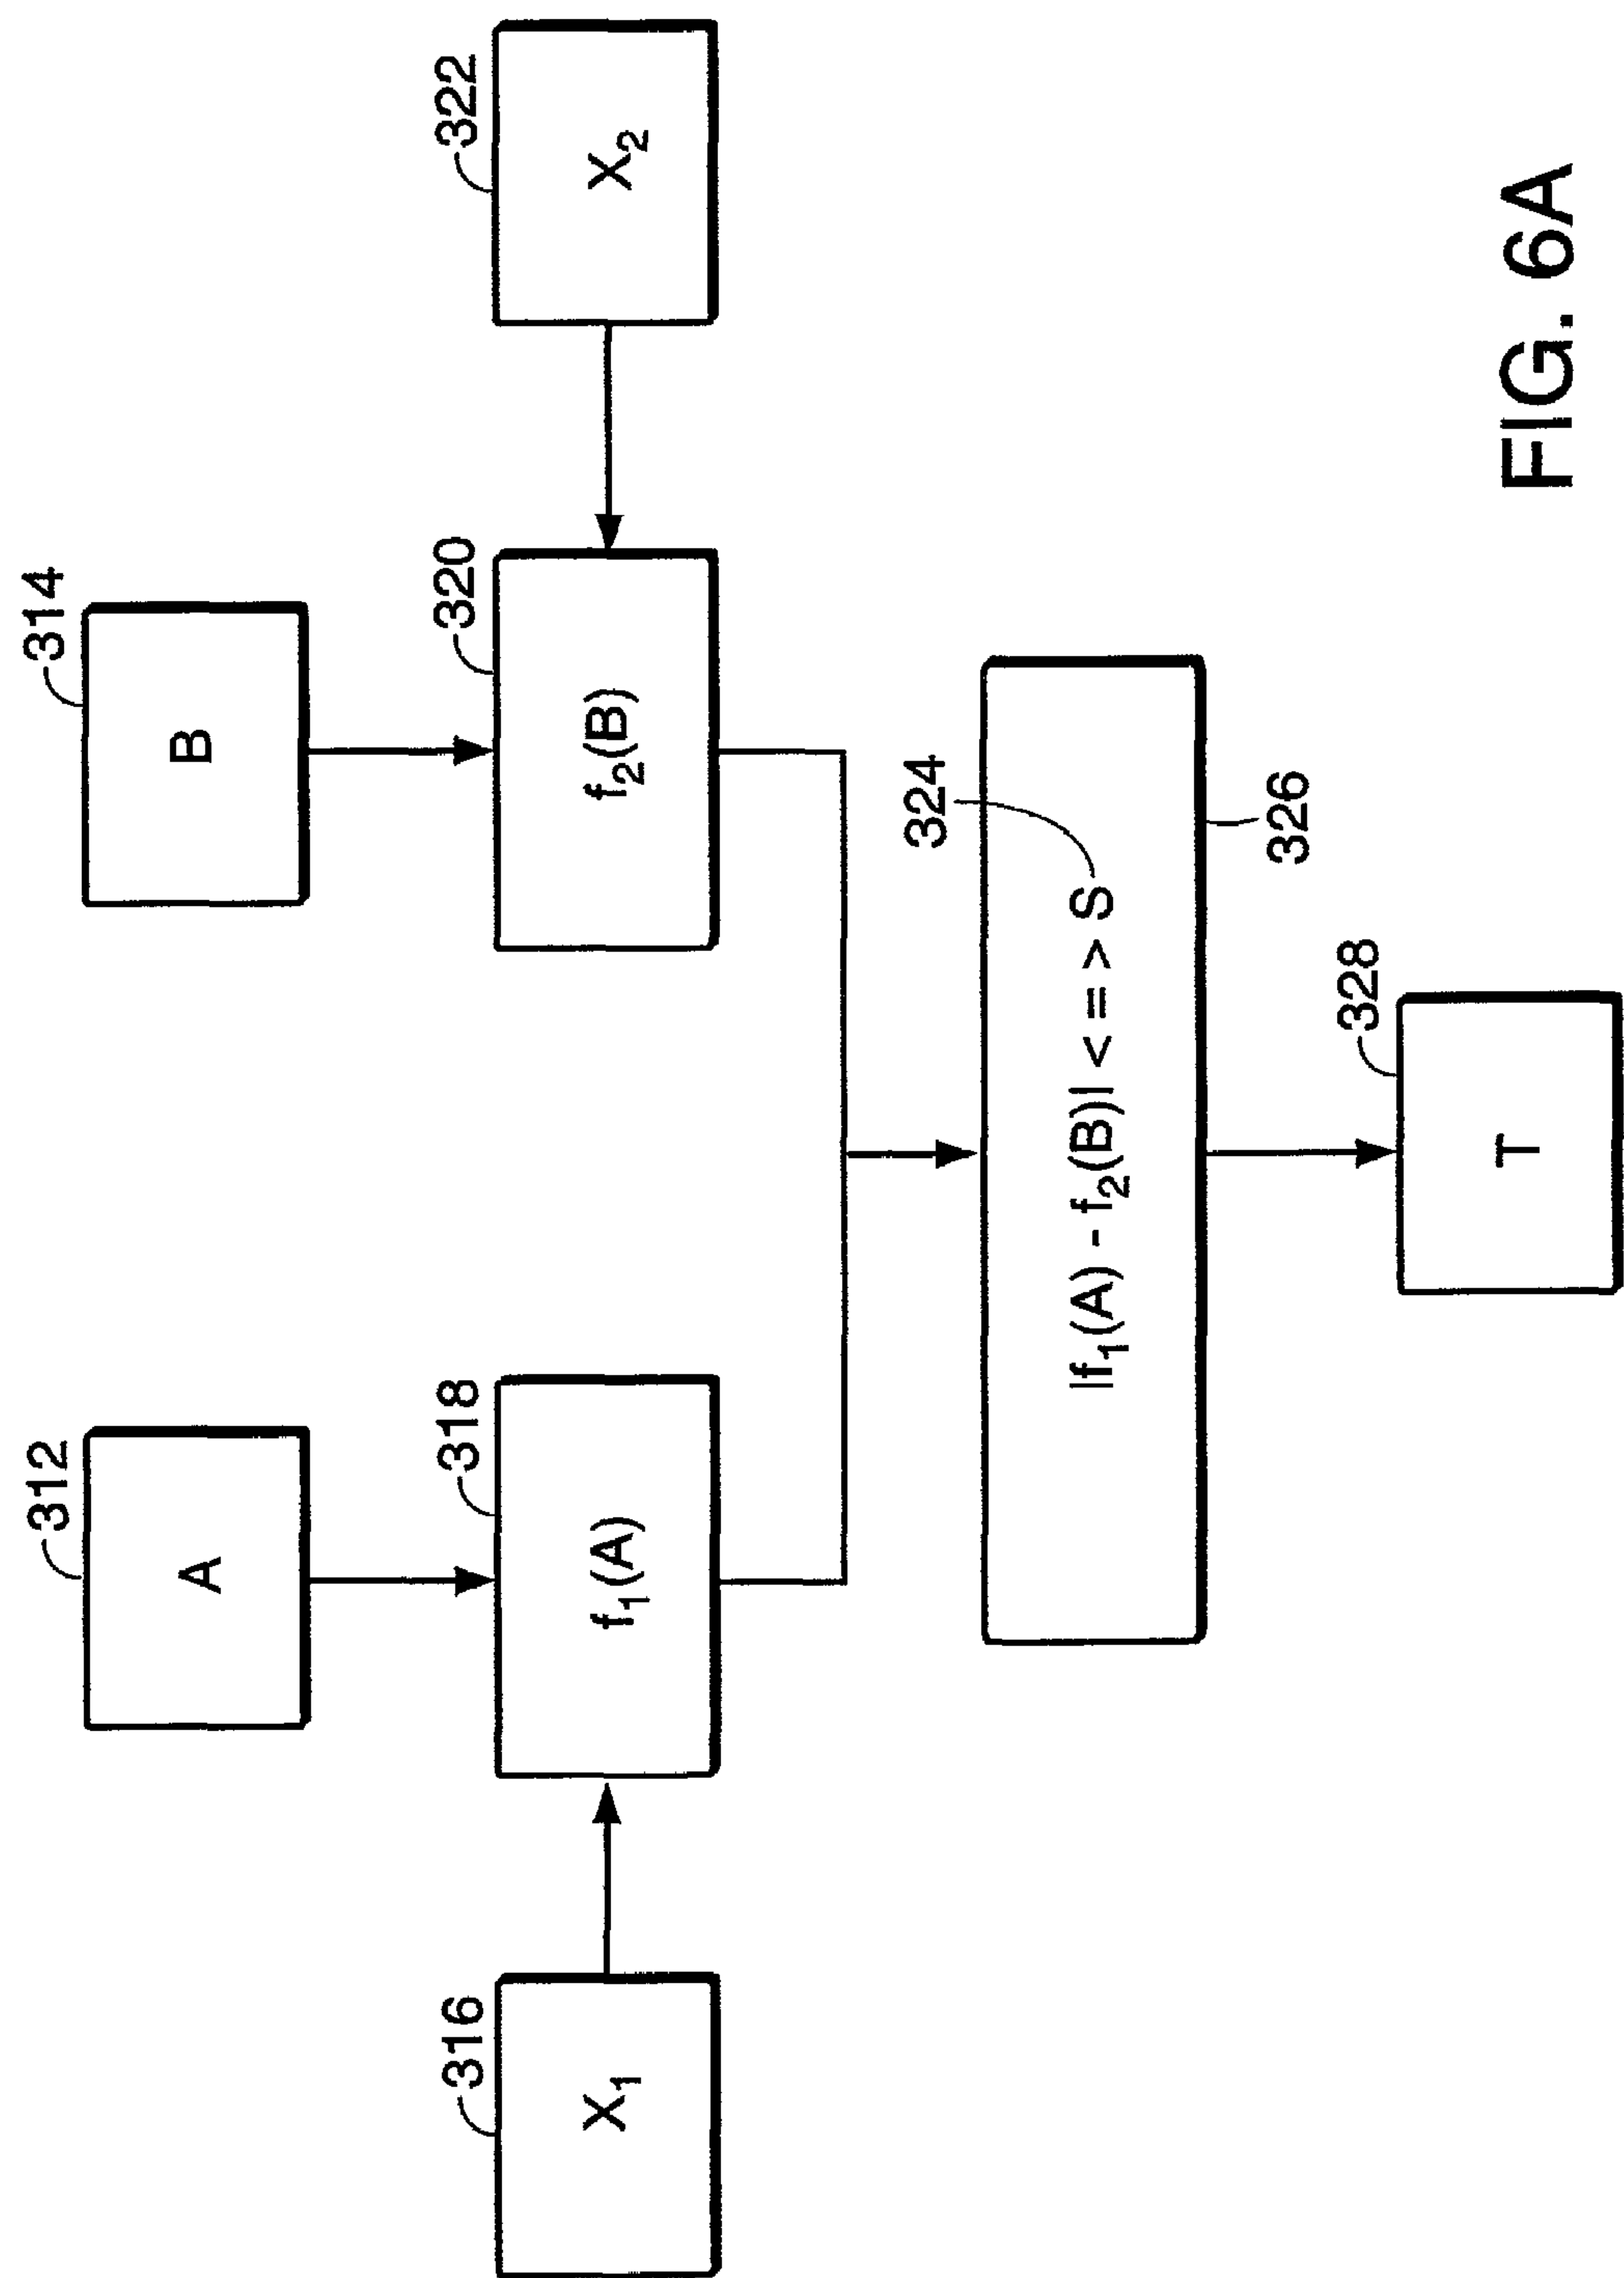 312
A
314
B
316
X₁
318
f₁(A)
320
f₂(B)
322
X₂
324
|f₁(A) - f₂(B)| < = > S
326
328
T
FIG. 6A